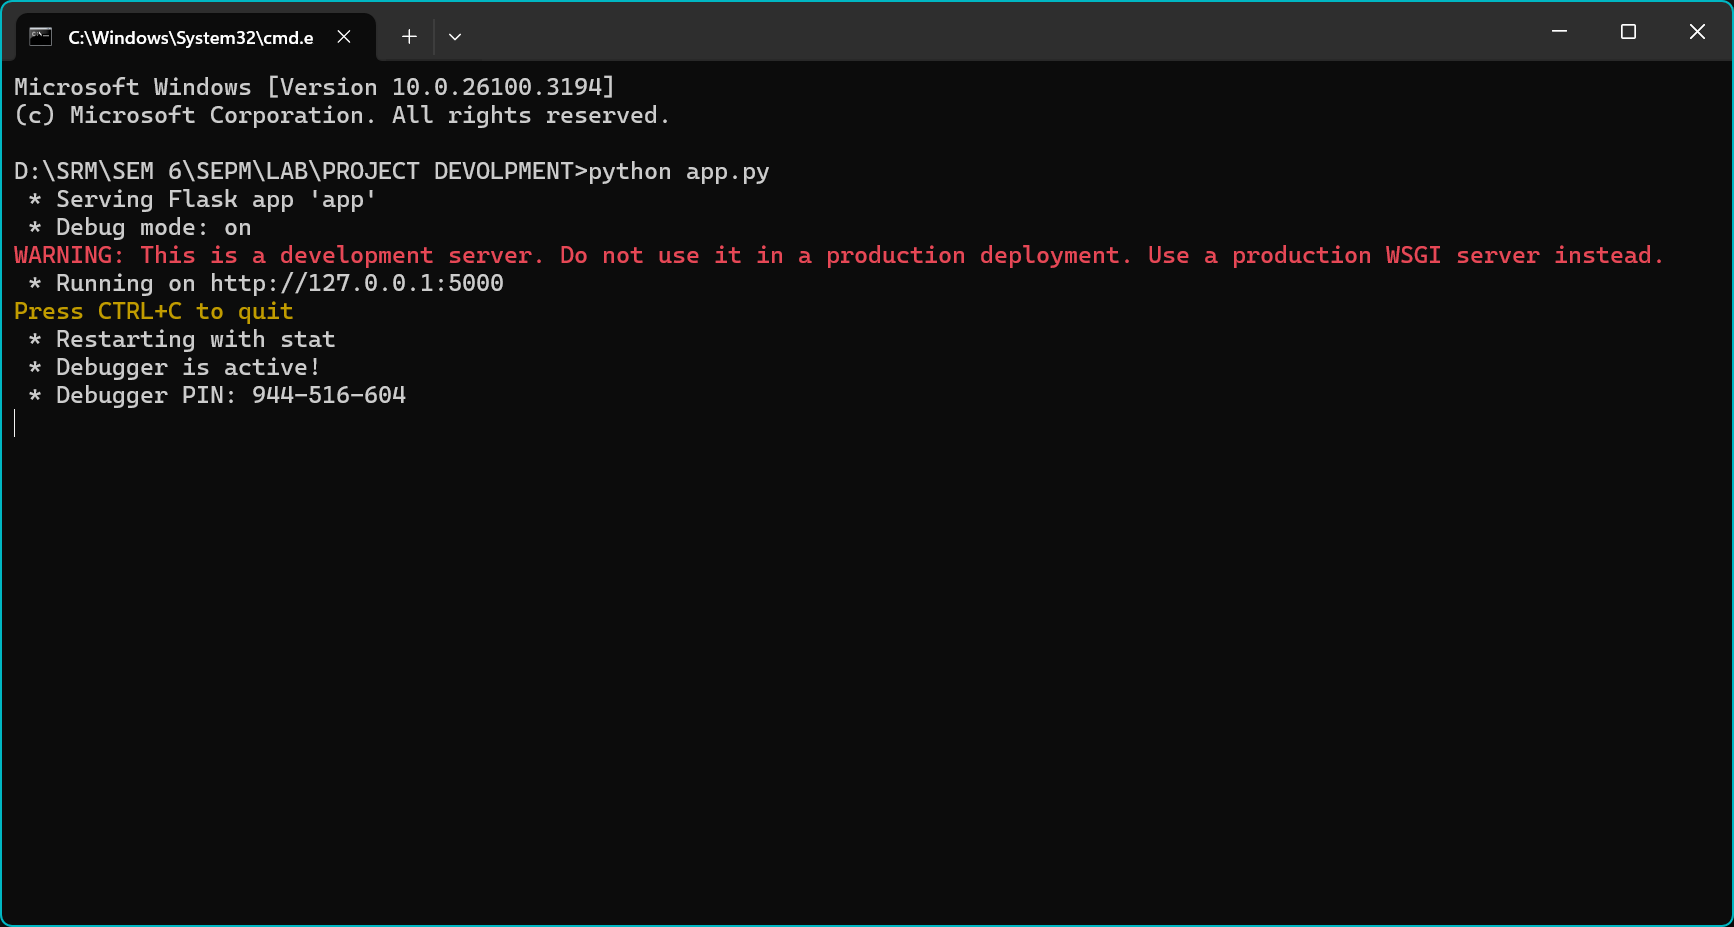 C:\Windows\System32\cmd.e
Microsoft Windows [Version 10.0.26100.3194]
(c) Microsoft Corporation. All rights reserved.
D:\SRM\SEM 6\SEPM\LAB\PROJECT DEVOLPMENT>python app.py
 * Serving Flask app 'app'
 * Debug mode: on
WARNING: This is a development server. Do not use it in a production deployment. Use a production WSGI server instead.
 * Running on http://127.0.0.1:5000
Press CTRL+C to quit
 * Restarting with stat
 * Debugger is active!
 * Debugger PIN: 944-516-604